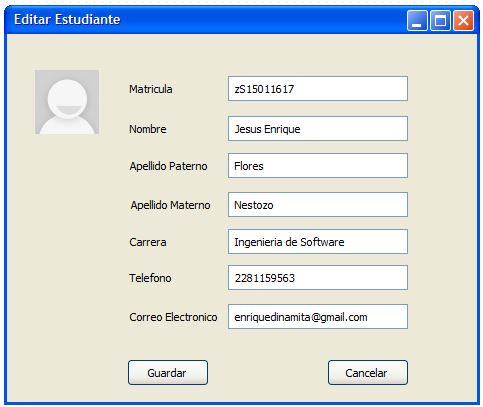 Editar Estudiante
Matricula zS15011617
Nombre Jesus Enrique
Apellido Paterno Flores
Apellido Materno Nestozo
Carrera Ingenieria de Software
Telefono 2281159563
Correo Electronico enriquedinamita@gmail.com
Guardar Cancelar